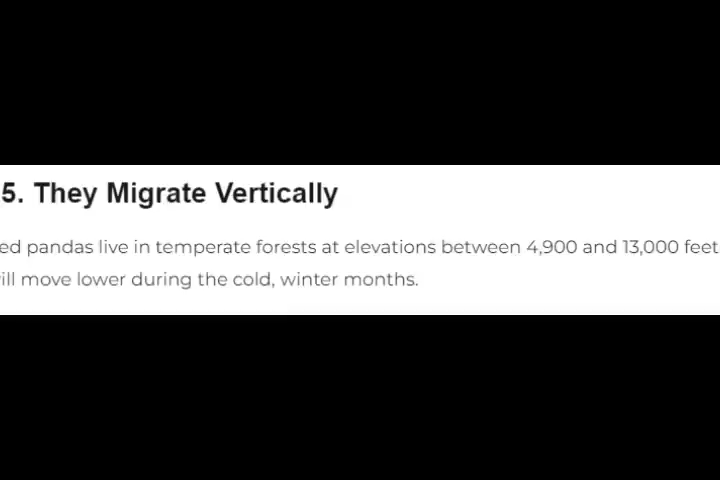 5. They Migrate Vertically
ed pandas live in temperate forests at elevations between 4,900 and 13,000 feet
ill move lower during the cold, winter months.